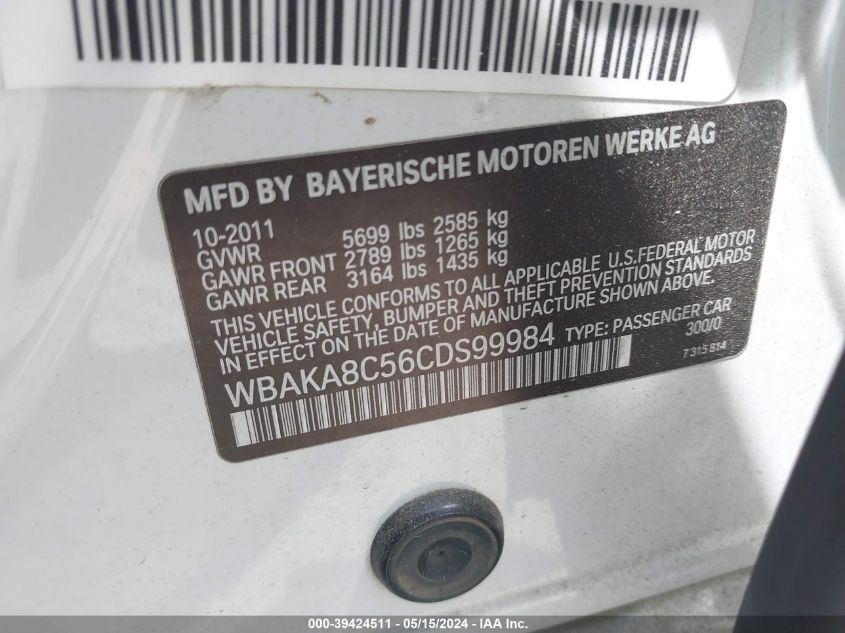 MFD BY BAYERISCHE MOTOREN WERKE AG
10-2011
GVWR 5699 lbs 2585 kg
GAWR FRONT 2789 lbs 1265 kg
GAWR REAR 3164 lbs 1435 kg
THIS VEHICLE CONFORMS TO ALL APPLICABLE U.S.FEDERAL MOTOR
VEHICLE SAFETY, BUMPER AND THEFT PREVENTION STANDARDS
IN EFFECT ON THE DATE OF MANUFACTURE SHOWN ABOVE.
WBAKA8C56CDS99984 TYPE: PASSENGER CAR
300/0
7 315 814
000-39424511 - 05/15/2024 - IAA Inc.